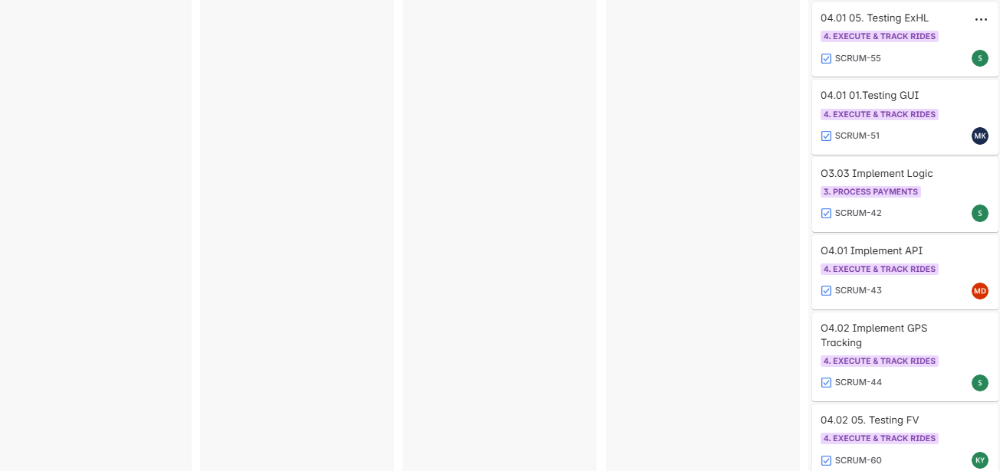 04.01 05. Testing ExHL
4. EXECUTE & TRACK RIDES
SCRUM-55
S
04.01 01.Testing GUI
4. EXECUTE & TRACK RIDES
SCRUM-51
MK
O3.03 Implement Logic
3. PROCESS PAYMENTS
SCRUM-42
S
O4.01 Implement API
4. EXECUTE & TRACK RIDES
SCRUM-43
MD
O4.02 Implement GPS
Tracking
4. EXECUTE & TRACK RIDES
SCRUM-44
S
04.02 05. Testing FV
4. EXECUTE & TRACK RIDES
SCRUM-60
KY